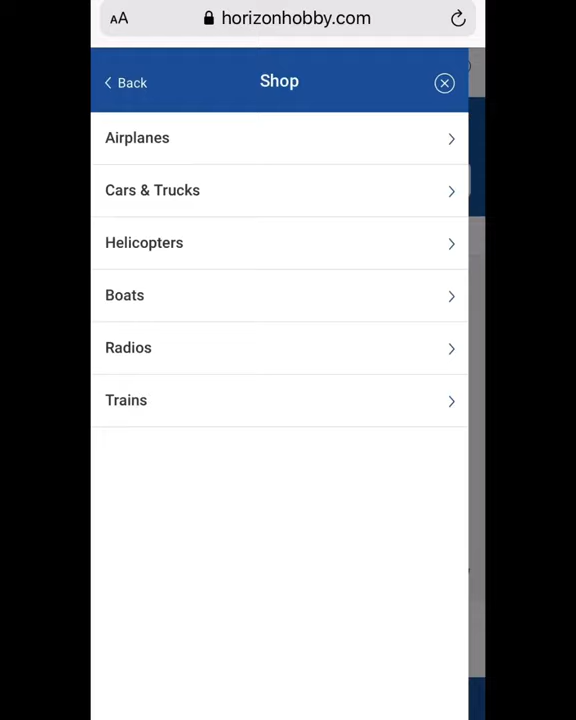 AA horizonhobby.com
Back Shop
Airplanes
Cars & Trucks
Helicopters
Boats
Radios
Trains